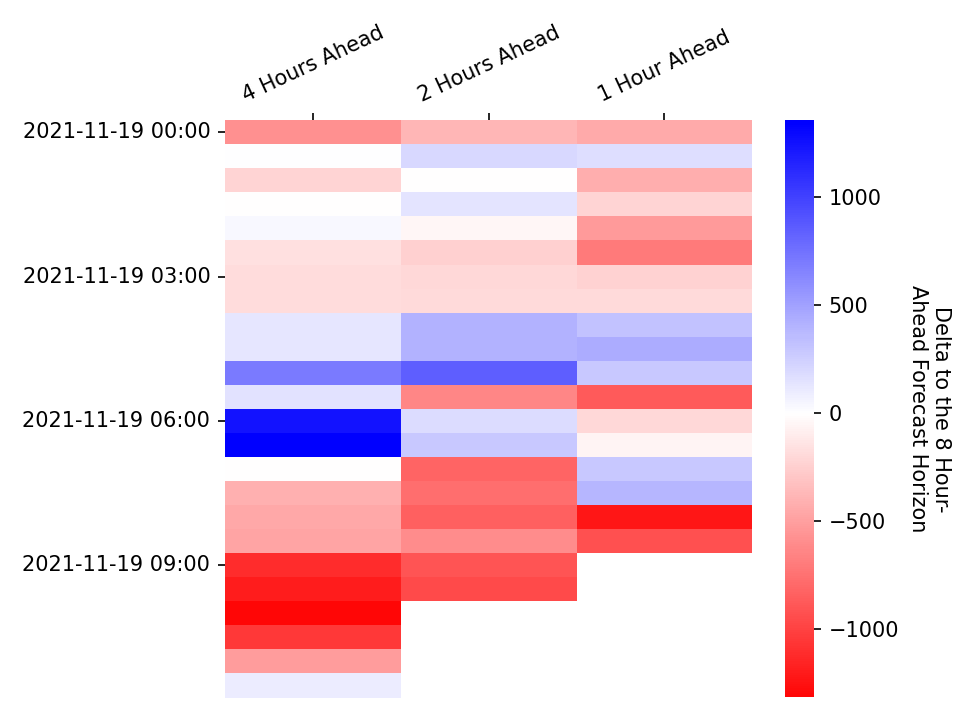 4 Hours Ahead
2 Hours Ahead
1 Hour Ahead
2021-11-19 00:00
2021-11-19 03:00
2021-11-19 06:00
2021-11-19 09:00
1000
500
0
−500
−1000
Delta to the 8 Hour-
Ahead Forecast Horizon